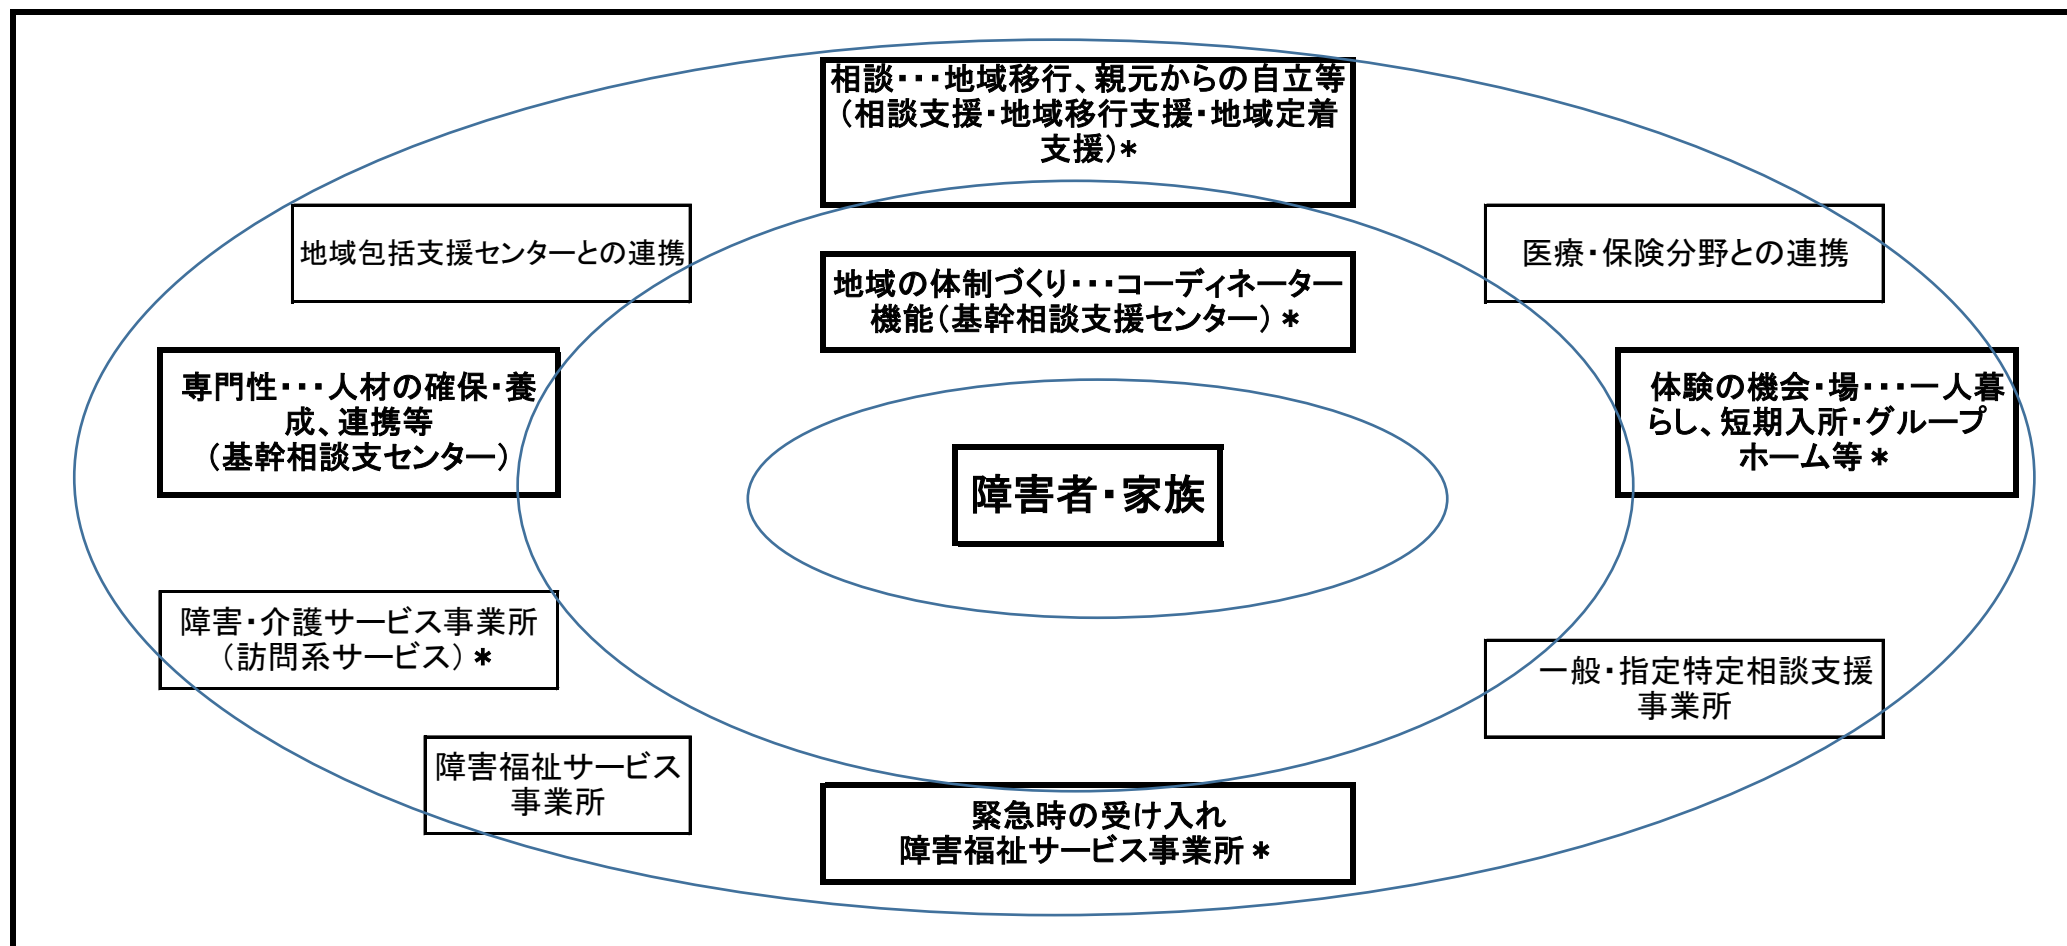 相談･･･地域移行、親元からの自立等
（相談支援･地域移行支援･地域定着
支援）*
地域包括支援センターとの連携
医療･保険分野との連携
地域の体制づくり･･･コーディネーター
機能（基幹相談支援センター）*
専門性･･･人材の確保･養
成、連携等
（基幹相談支センター）
体験の機会･場･･･一人暮
らし、短期入所･グループ
ホーム等*
障害者･家族
障害･介護サービス事業所
（訪問系サービス）*
一般･指定特定相談支援
事業所
障害福祉サービス
事業所
緊急時の受け入れ
障害福祉サービス事業所*